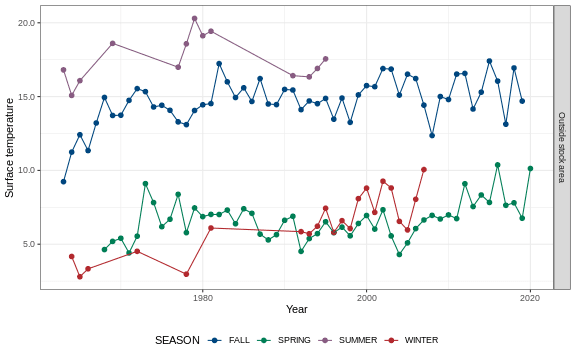 20.0
15.0
10.0
5.0
Surface temperature
Outside stock area
1980
2000
2020
Year
SEASON FALL SPRING SUMMER WINTER